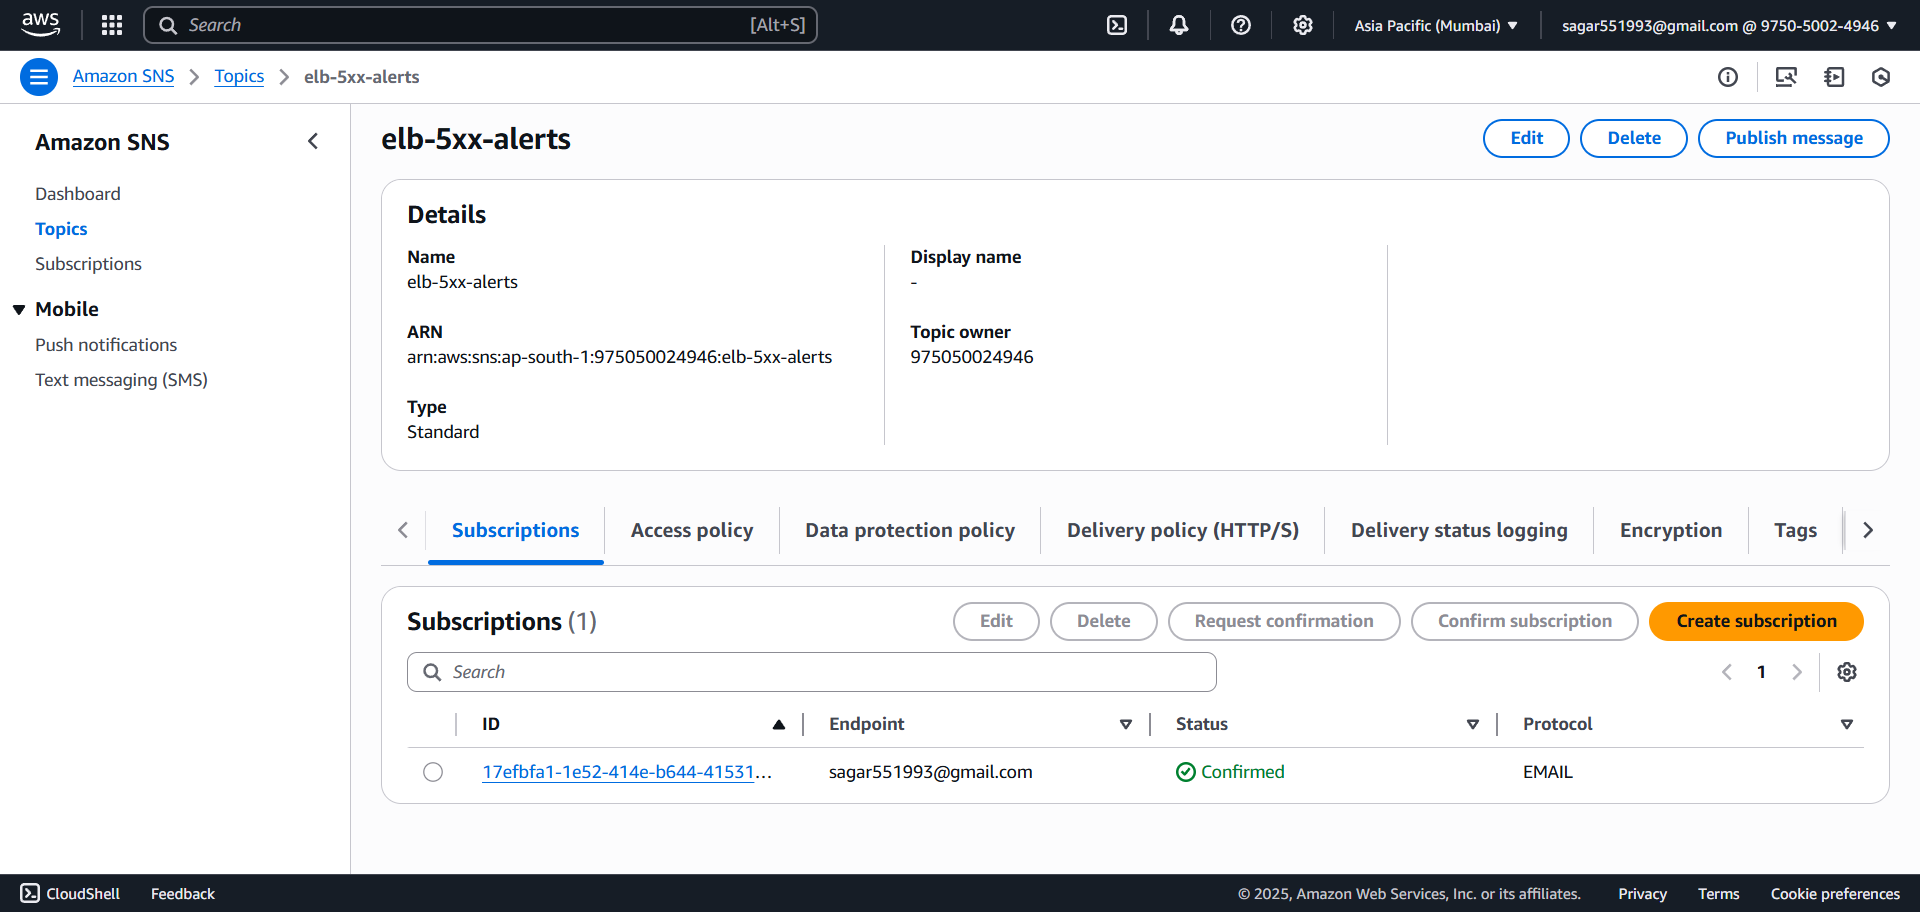 aws
Search [Alt+S]
Asia Pacific (Mumbai)
sagar551993@gmail.com @ 9750-5002-4946
Amazon SNS
Topics
elb-5xx-alerts
Amazon SNS
Dashboard
Topics
Subscriptions
Mobile
Push notifications
Text messaging (SMS)
elb-5xx-alerts
Edit
Delete
Publish message
Details
Name
elb-5xx-alerts
ARN
arn:aws:sns:ap-south-1:975050024946:elb-5xx-alerts
Type
Standard
Display name
-
Topic owner
975050024946
Subscriptions
Access policy
Data protection policy
Delivery policy (HTTP/S)
Delivery status logging
Encryption
Tags
Subscriptions (1)
Edit
Delete
Request confirmation
Confirm subscription
Create subscription
Search
1
ID
Endpoint
Status
Protocol
17efbfa1-1e52-414e-b644-41531...
sagar551993@gmail.com
Confirmed
EMAIL
CloudShell
Feedback
© 2025, Amazon Web Services, Inc. or its affiliates.
Privacy
Terms
Cookie preferences